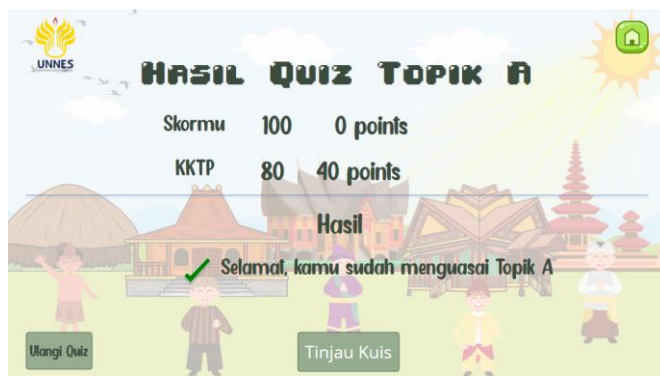 UNNES
Hasil Quiz Topik A
Skormu 100 0 points
KKTP 80 40 points
Hasil
Selamat, kamu sudah menguasai Topik A
Ulangi Quiz
Tinjau Kuis